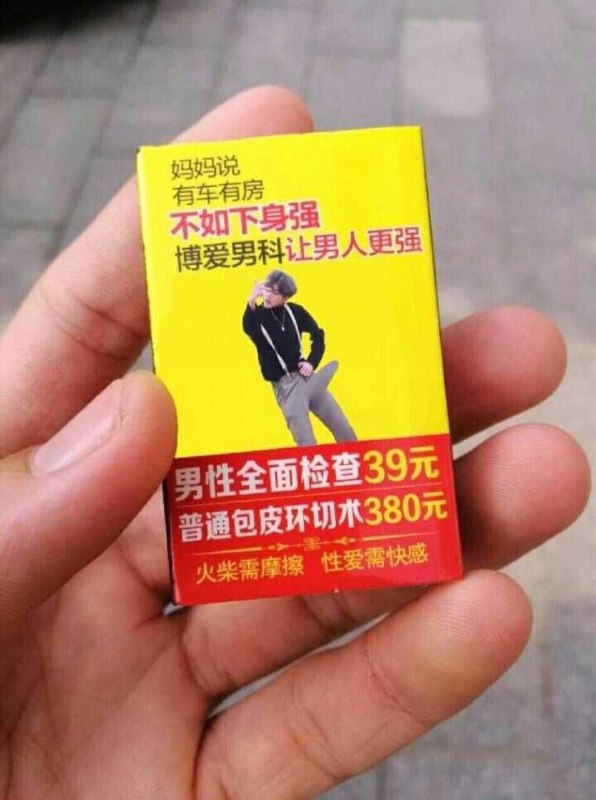 妈妈说
有车有房
不如下身强
博爱男科让男人更强
男性全面检查39元
普通包皮环切术380元
火柴需摩擦 性爱需快感